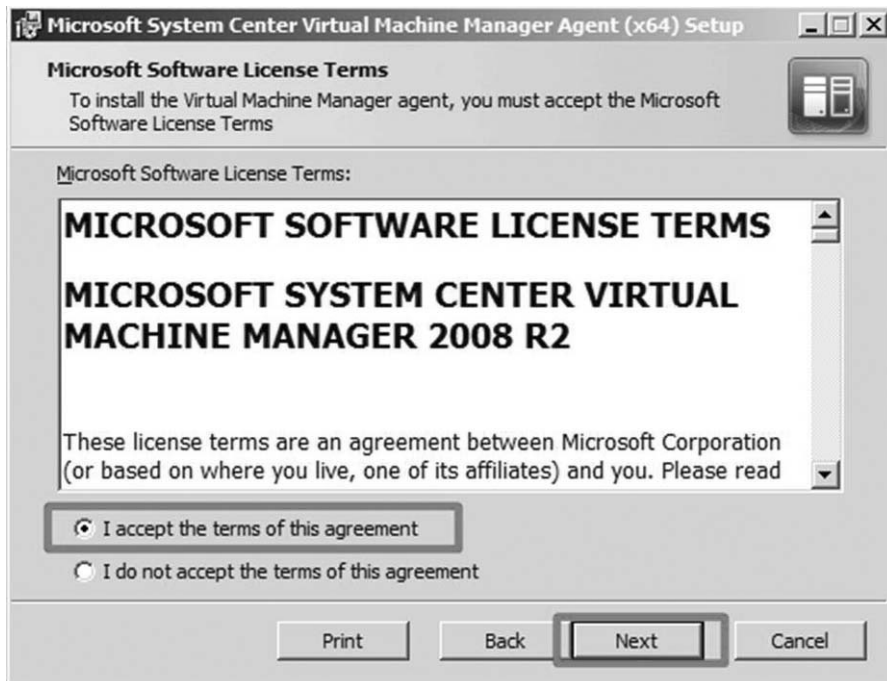 Microsoft System Center Virtual Machine Manager Agent (x64) Setup
Microsoft Software License Terms
To install the Virtual Machine Manager agent, you must accept the Microsoft
Software License Terms
Microsoft Software License Terms:
MICROSOFT SOFTWARE LICENSE TERMS
MICROSOFT SYSTEM CENTER VIRTUAL
MACHINE MANAGER 2008 R2
These license terms are an agreement between Microsoft Corporation
(or based on where you live, one of its affiliates) and you. Please read
I accept the terms of this agreement
I do not accept the terms of this agreement
Print Back Next Cancel